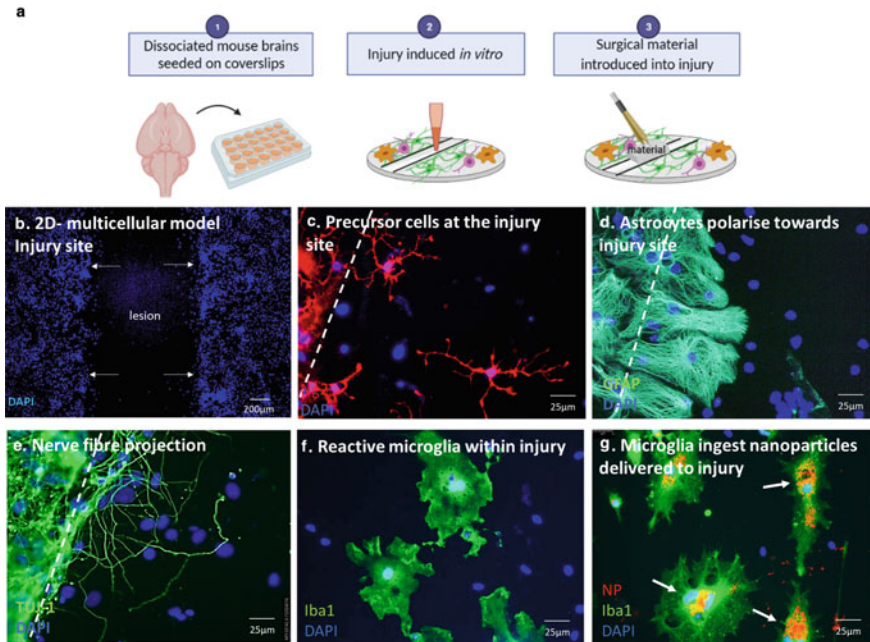 a
1
2
3
Dissociated mouse brains
seeded on coverslips
Injury induced in vitro
Surgical material
introduced into injury
material
b. 2D- multicellular model
Injury site
lesion
DAPI
200μm
c. Precursor cells at the injury
site
DAPI
25μm
d. Astrocytes polarise towards
injury site
GFAP
DAPI
25μm
e. Nerve fibre projection
TUJ-1
DAPI
25μm
f. Reactive microglia within injury
Iba1
DAPI
25μm
g. Microglia ingest nanoparticles
delivered to injury
NP
Iba1
DAPI
25μm